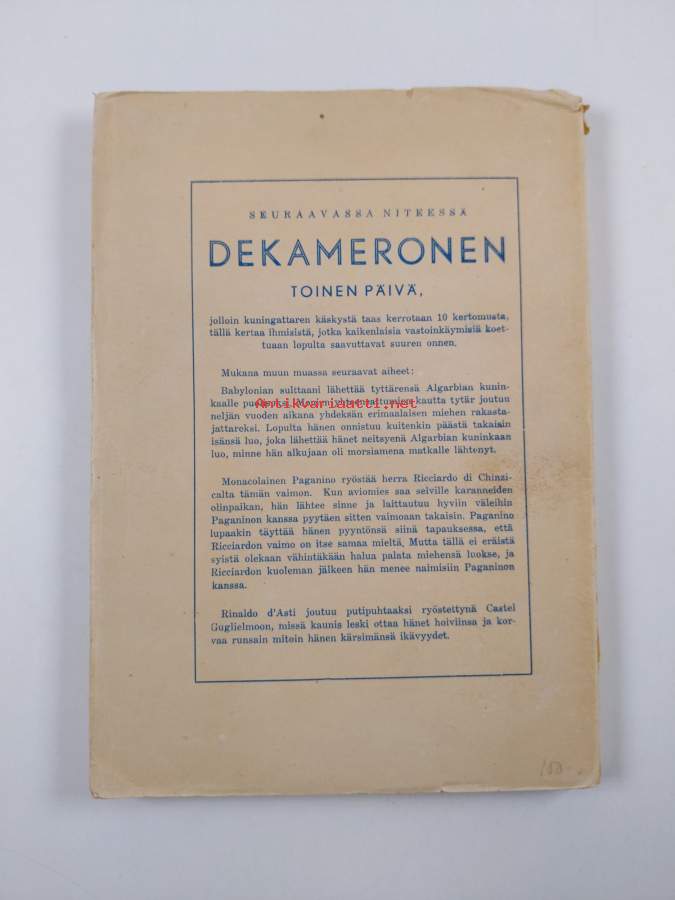 SEURAAVASSA NITEESSÄ
DEKAMERONEN
TOINEN PÄIVÄ,
jolloin kuningattaren käskystä taas kerrotaan 10 kertomusta,
tällä kertaa ihmisistä, jotka kaikenlaisia vastoinkäymisiä koet-
tuaan lopulta saavuttavat suuren onnen.
Mukana muun muassa seuraavat aiheet:
Babylonian sulttaani lähettää tyttärensä Algarbian kunin-
kaalle kautta tytär joutuu
Antikvariaatti.net
neljän vuoden aikana yhdeksän erimaalaisen miehen rakasta-
jattareksi. Lopulta hänen onnistuu kuitenkin päästä takaisin
isänsä luo, joka lähettää hänet neitsyenä Algarbian kuninkaan
luo, minne hän alkujaan oli morsiamena matkalle lähtenyt.
Monacolainen Paganino ryöstää herra Ricciardo di Chinzi-
calta tämän vaimon. Kun aviomies saa selville karanneiden
olinpaikan, hän lähtee sinne ja laittautuu hyviin väleihin
Paganinon kanssa pyytäen sitten vaimoaan takaisin. Paganino
lupaakin täyttää hänen pyyntönsä siinä tapauksessa, että
Ricciardon vaimo on itse samaa mieltä. Mutta tällä ei eräistä
syistä olekaan vähintäkään halua palata miehensä luokse, ja
Ricciardon kuoleman jälkeen hän menee naimisiin Paganinon
kanssa.
Rinaldo d'Asti joutuu putipuhtaaksi ryöstettynä Castel
Guglielmoon, missä kaunis leski ottaa hänet hoiviinsa ja kor-
vaa runsain mitoin hänen kärsimänsä ikävyydet.